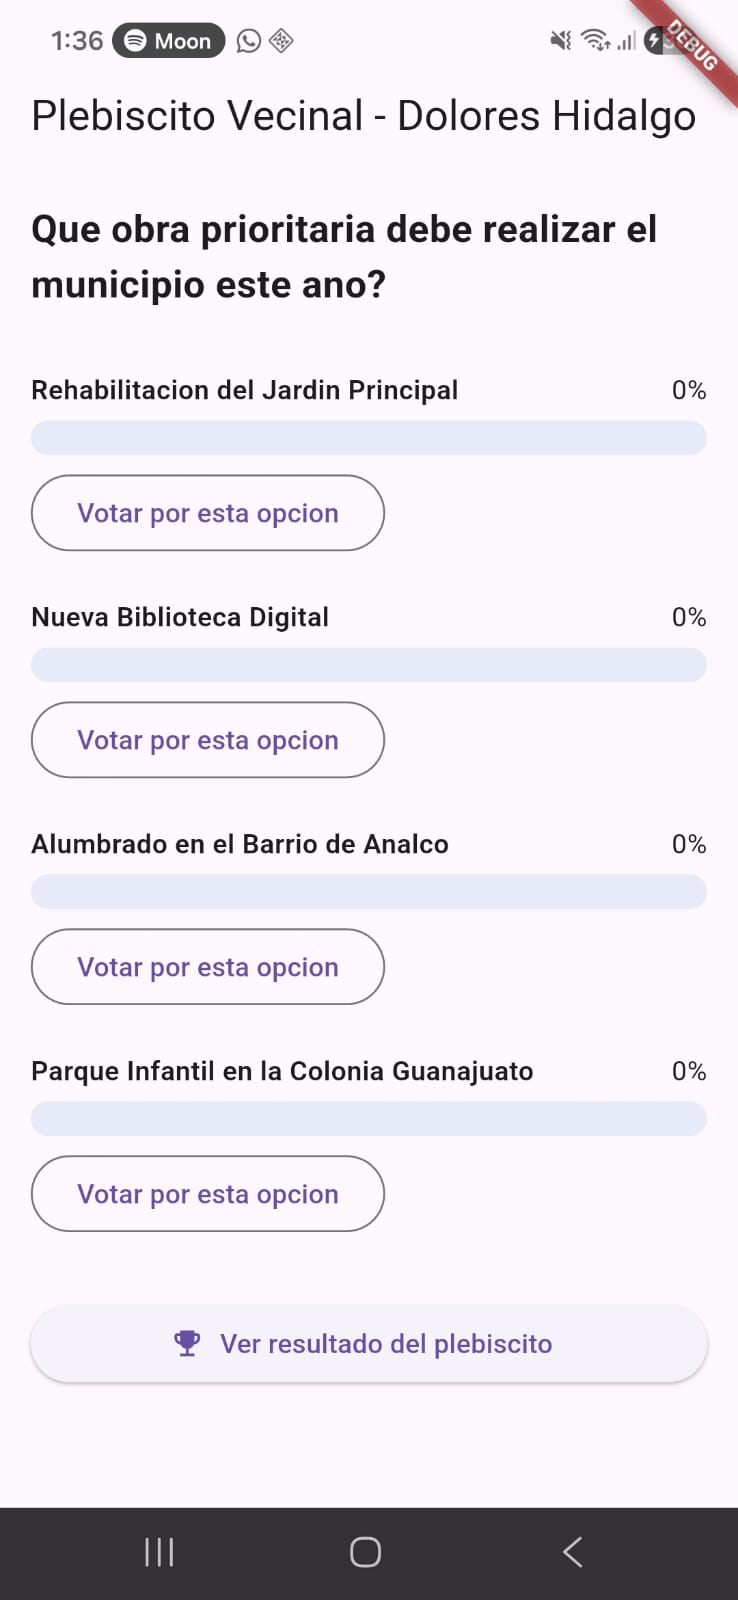 1:36 Moon
DEBUG
Plebiscito Vecinal - Dolores Hidalgo
Que obra prioritaria debe realizar el
municipio este ano?
Rehabilitacion del Jardin Principal 0%
Votar por esta opcion
Nueva Biblioteca Digital 0%
Votar por esta opcion
Alumbrado en el Barrio de Analco 0%
Votar por esta opcion
Parque Infantil en la Colonia Guanajuato 0%
Votar por esta opcion
Ver resultado del plebiscito